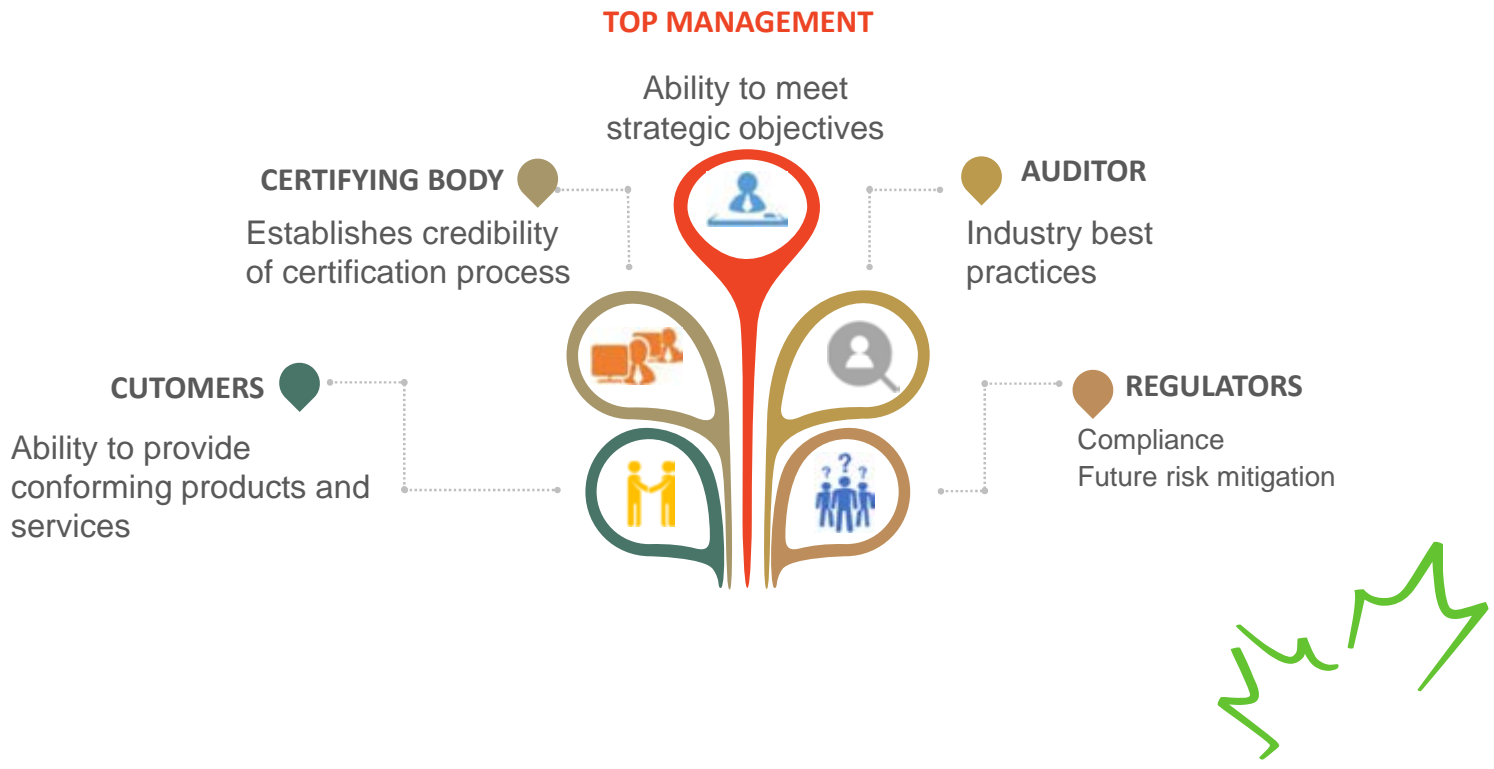 TOP MANAGEMENT
Ability to meet
strategic objectives
CERTIFYING BODY
Establishes credibility
of certification process
AUDITOR
Industry best
practices
CUTOMERS
Ability to provide
conforming products and
services
REGULATORS
Compliance
Future risk mitigation
? ? ?